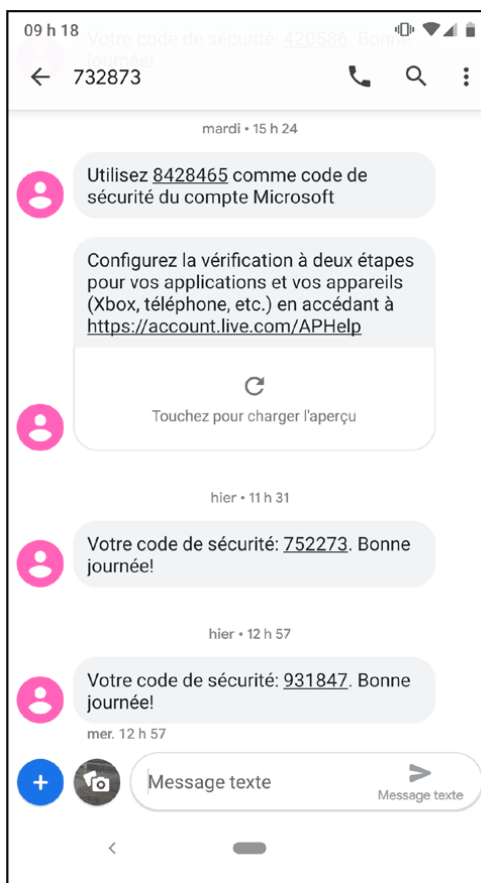 09 h 18
Votre code de sécurité: 420586. Bonne
journée!
732873
mardi • 15 h 24
Utilisez 8428465 comme code de
sécurité du compte Microsoft
Configurez la vérification à deux étapes
pour vos applications et vos appareils
(Xbox, téléphone, etc.) en accédant à
https://account.live.com/APHelp
Touchez pour charger l'aperçu
hier • 11 h 31
Votre code de sécurité: 752273. Bonne
journée!
hier • 12 h 57
Votre code de sécurité: 931847. Bonne
journée!
mer. 12 h 57
Message texte
Message texte